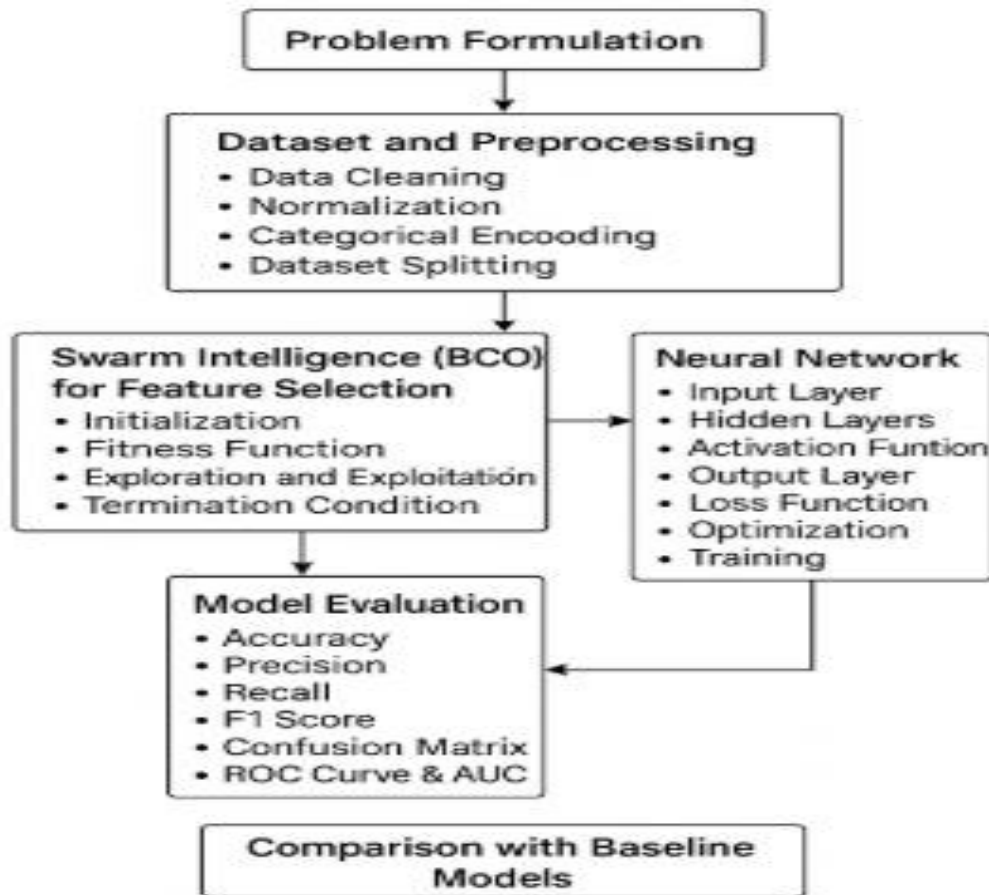 Problem Formulation
Dataset and Preprocessing
• Data Cleaning
• Normalization
• Categorical Encooding
• Dataset Splitting
Swarm Intelligence (BCO)
for Feature Selection
• Initialization
• Fitness Function
• Exploration and Exploitation
• Termination Condition
Neural Network
• Input Layer
• Hidden Layers
• Activation Funtion
• Output Layer
• Loss Function
• Optimization
• Training
Model Evaluation
• Accuracy
• Precision
• Recall
• F1 Score
• Confusion Matrix
• ROC Curve & AUC
Comparison with Baseline
Models